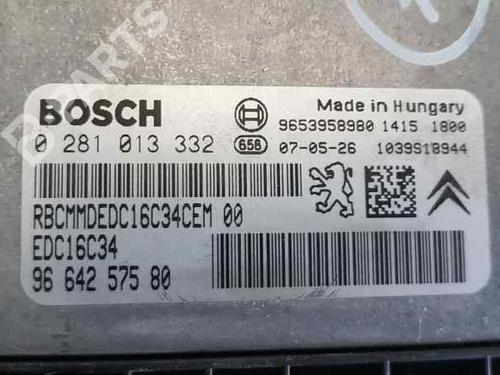 BOSCH
Made in Hungary
9653958980 1415 1800
0 281 013 332 656 07-05-26 1039S18944
RBCMMDEDC16C34CEM 00
EDC16C34
96 642 575 80
B PARTS